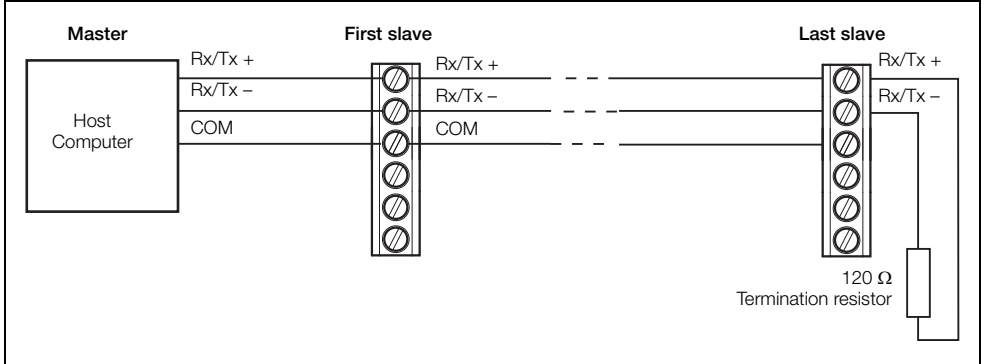 Master
First slave
Last slave
Rx/Tx +
Rx/Tx +
Rx/Tx +
Rx/Tx –
Rx/Tx –
Rx/Tx –
Host
Computer
COM
COM
120 Ω
Termination resistor